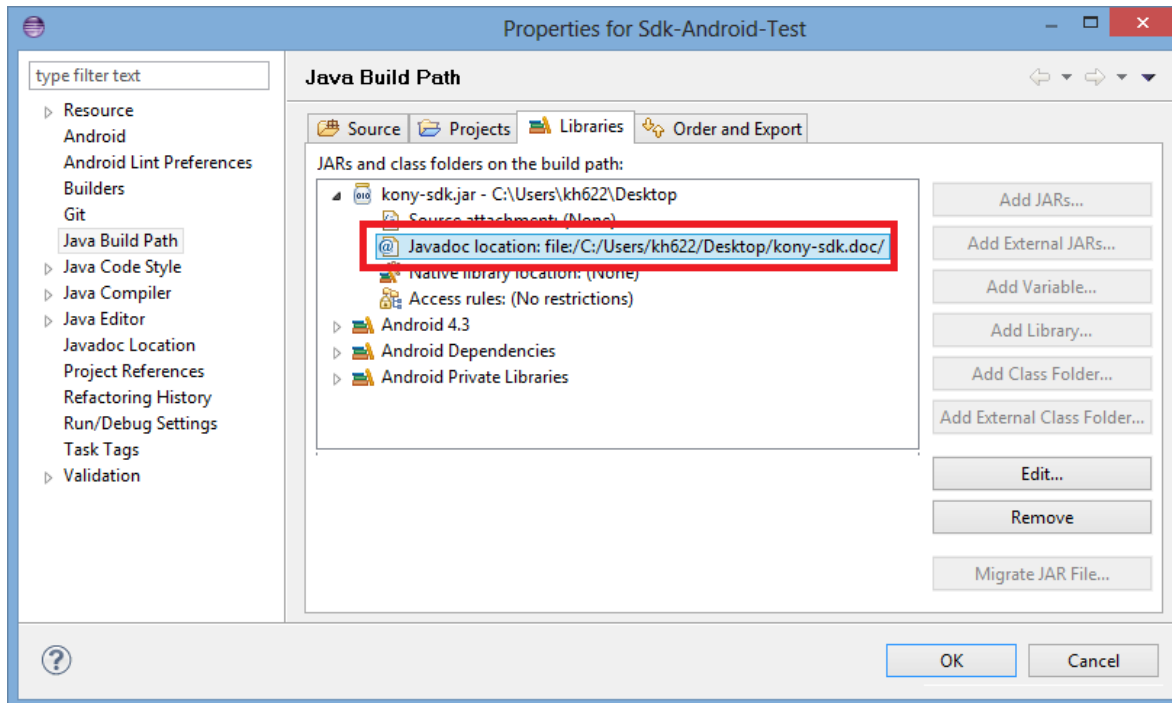 Properties for Sdk-Android-Test
type filter text
Resource
Android
Android Lint Preferences
Builders
Git
Java Build Path
Java Code Style
Java Compiler
Java Editor
Javadoc Location
Project References
Refactoring History
Run/Debug Settings
Task Tags
Validation
Java Build Path
Source Projects Libraries Order and Export
JARs and class folders on the build path:
kony-sdk.jar - C:\Users\kh622\Desktop
Source attachment: (None)
Javadoc location: file:/C:/Users/kh622/Desktop/kony-sdk.doc/
Native library location: (None)
Access rules: (No restrictions)
Android 4.3
Android Dependencies
Android Private Libraries
Add JARs...
Add External JARs...
Add Variable...
Add Library...
Add Class Folder...
Add External Class Folder...
Edit...
Remove
Migrate JAR File...
OK Cancel